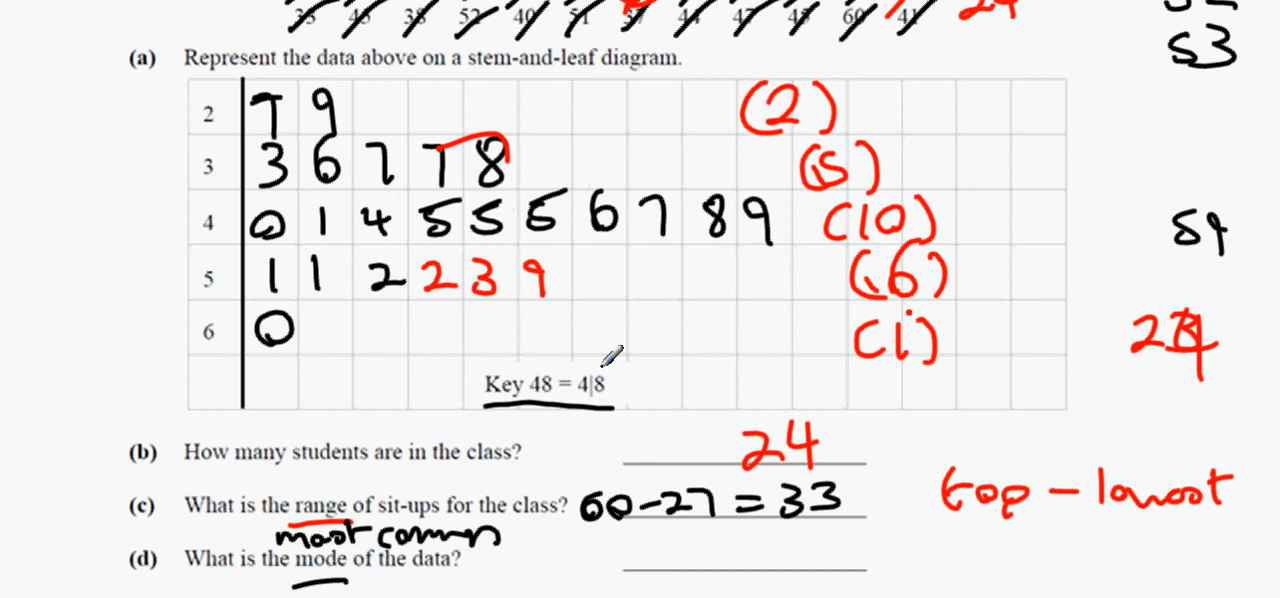 53
(a) Represent the data above on a stem-and-leaf diagram.
2 7 9 (2)
3 3 6 7 7 8 (5)
4 0 1 4 5 5 5 6 7 8 9 (10)
59
5 1 1 2 2 3 9 (6)
6 0 (1)
24
Key 48 = 4|8
(b) How many students are in the class? 24
(c) What is the range of sit-ups for the class? 60-27=33
top - lowest
most common
(d) What is the mode of the data?